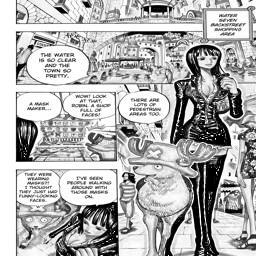 WATER
SEVEN
BACKSTREET
SHOPPING
AREA
THE WATER
IS SO CLEAR
AND THE
TOWN SO
PRETTY.
A MASK
MAKER...
WOW! LOOK
AT THAT,
ROBIN. A SHOP
FULL OF
FACES!
THERE ARE
LOTS OF
PEDESTRIAN
AREAS TOO.
THEY WERE
WEARING
MASKS?!
I THOUGHT
THEY JUST HAD
FUNNY-LOOKING
FACES.
I'VE SEEN
PEOPLE
WALKING
AROUND WITH
THOSE MASKS
ON.